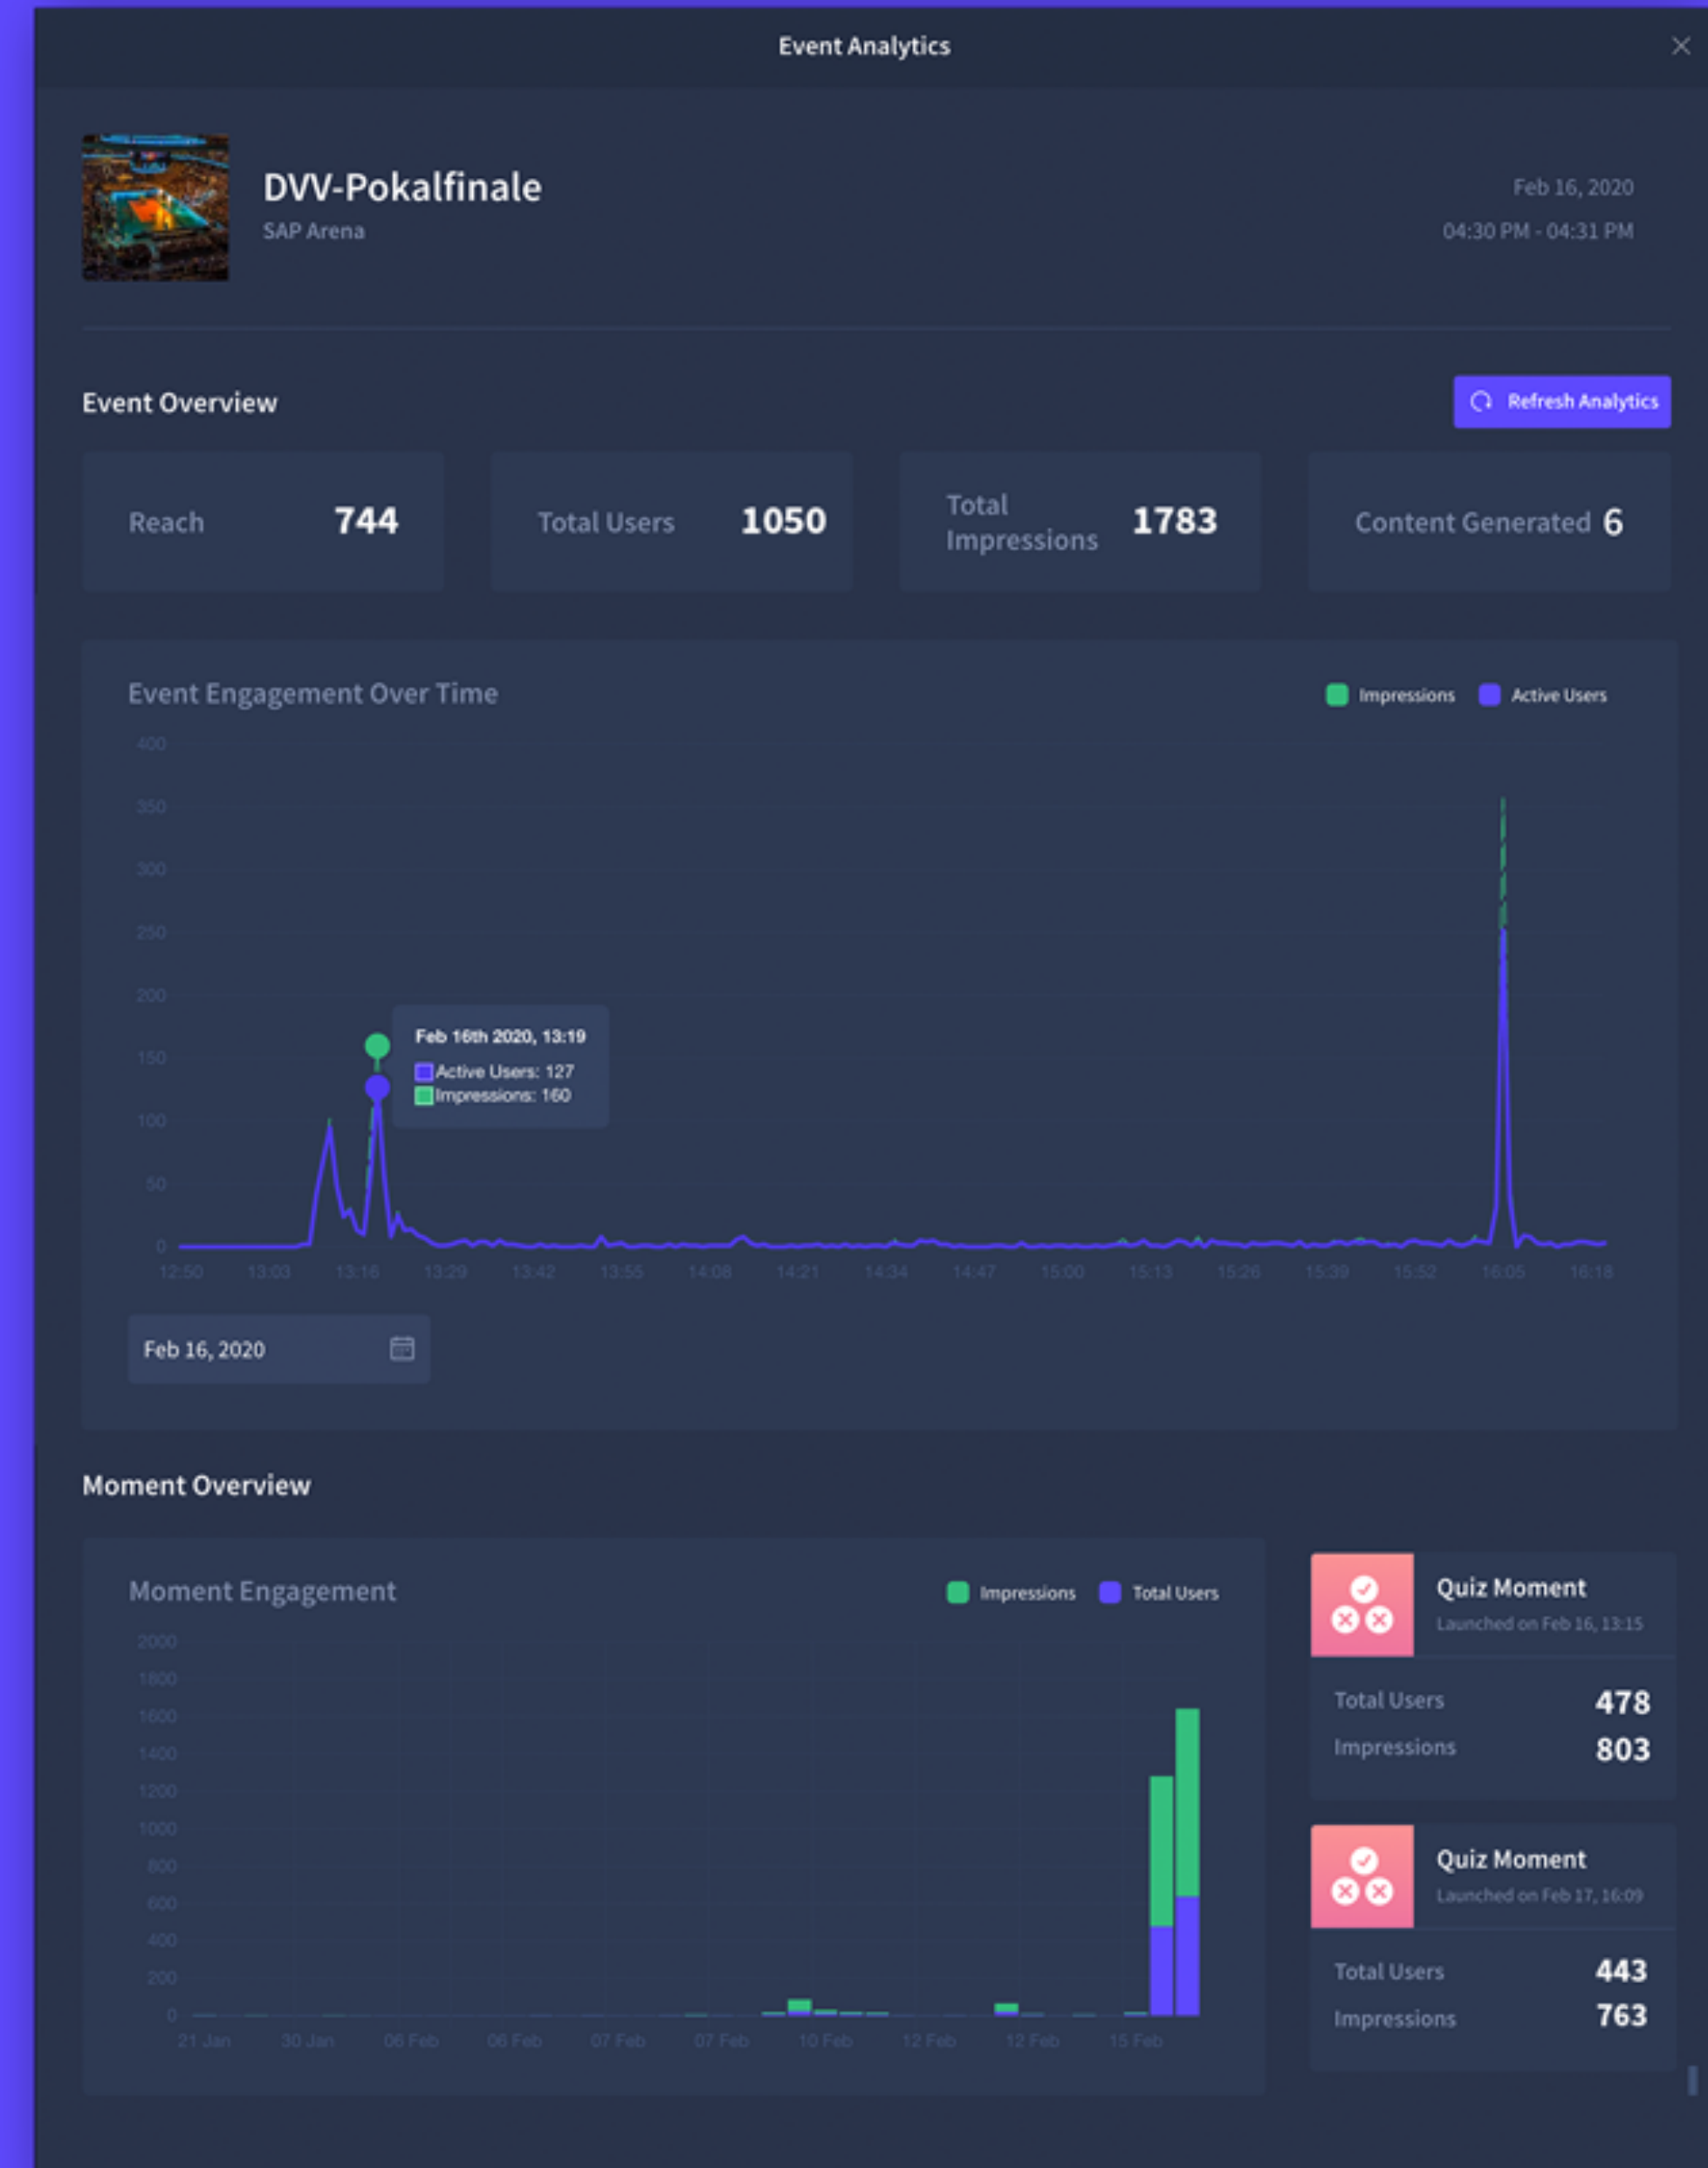 Event Analytics
DVV-Pokalfinale
SAP Arena
Feb 16, 2020
04:30 PM - 04:31 PM
Event Overview
Refresh Analytics
Reach 744
Total Users 1050
Total
Impressions 1783
Content Generated 6
Event Engagement Over Time
Impressions Active Users
400
350
300
250
200
150
100
50
0
Feb 16th 2020, 13:19
Active Users: 127
Impressions: 160
12:50 13:03 13:16 13:29 13:42 13:55 14:08 14:21 14:34 14:47 15:00 15:13 15:26 15:39 15:52 16:05 16:18
Feb 16, 2020
Moment Overview
Moment Engagement
Impressions Total Users
2000
1800
1600
1400
1200
1000
800
600
400
200
0
21 Jan 30 Jan 06 Feb 06 Feb 07 Feb 07 Feb 10 Feb 12 Feb 12 Feb 15 Feb
Quiz Moment
Launched on Feb 16, 13:15
Total Users 478
Impressions 803
Quiz Moment
Launched on Feb 17, 16:09
Total Users 443
Impressions 763